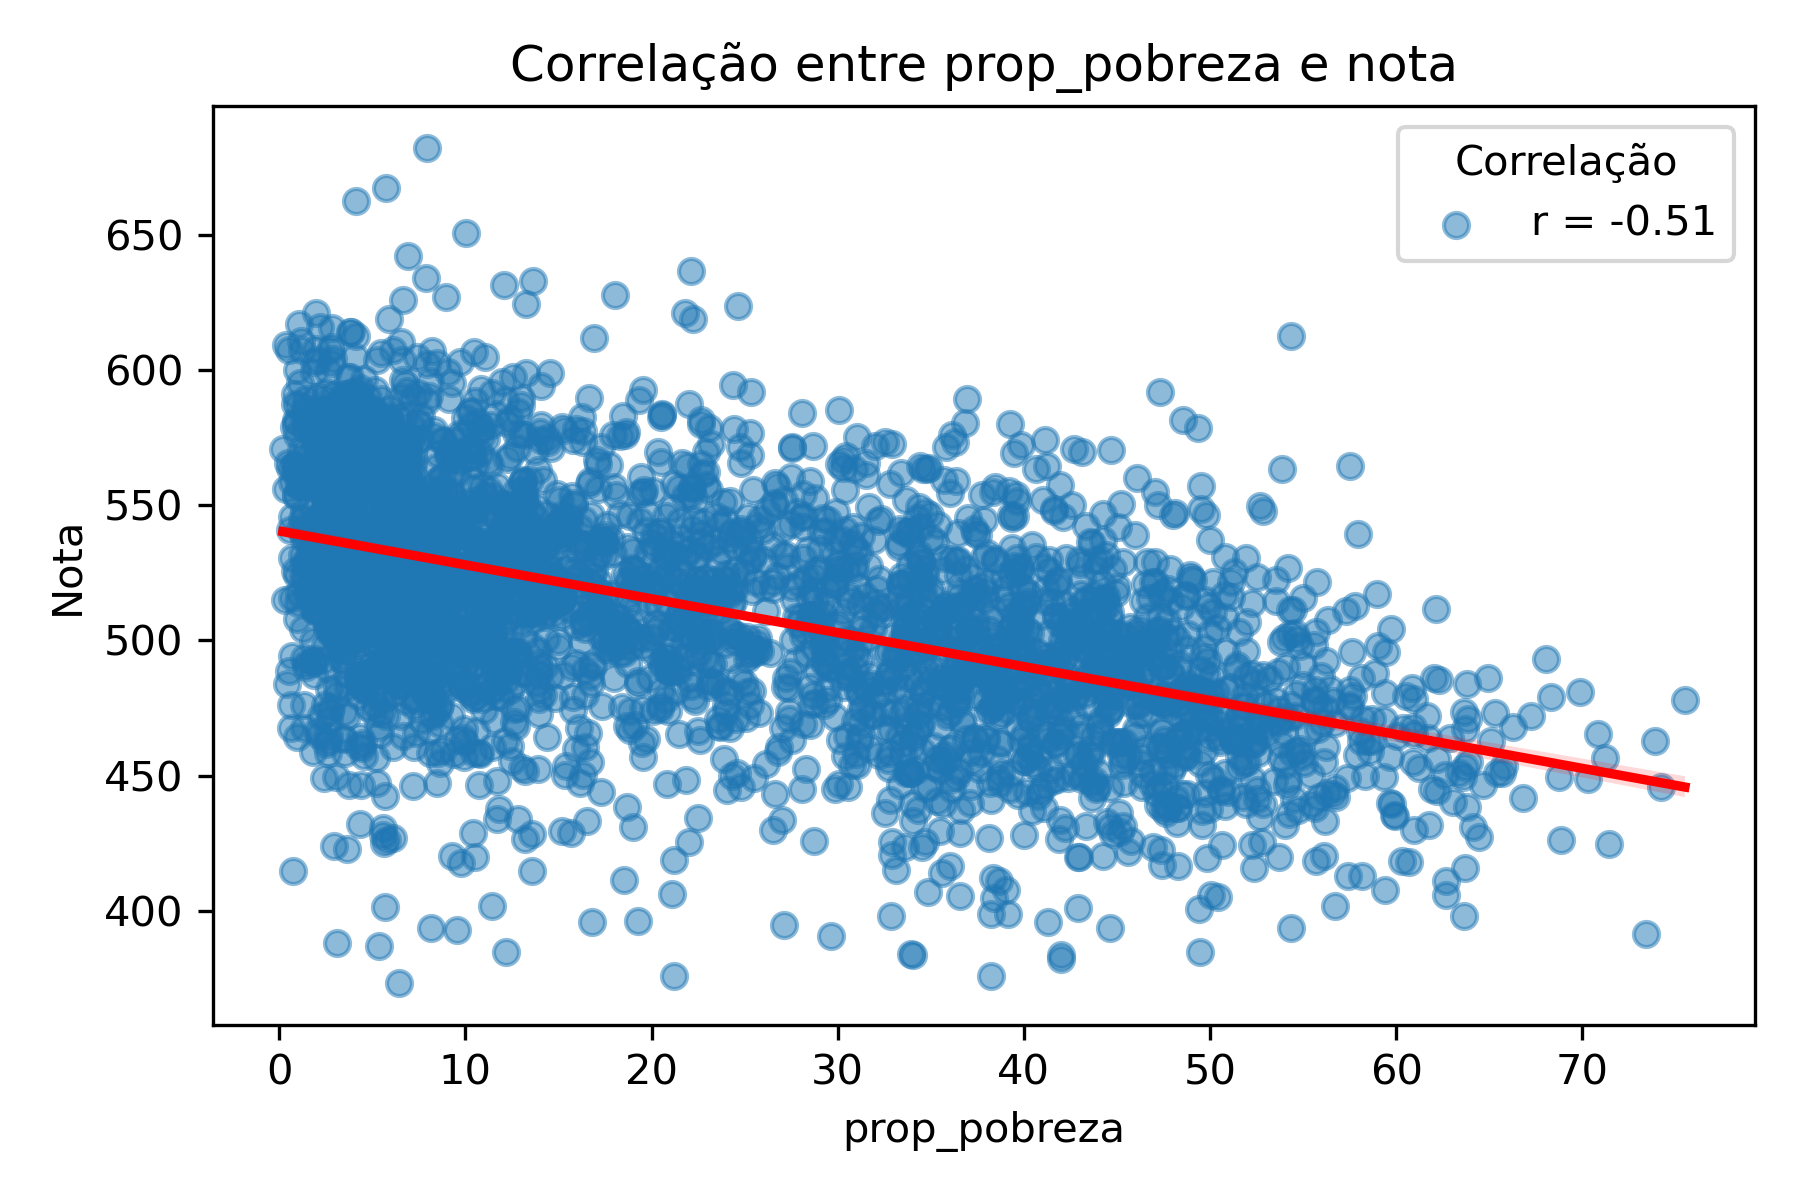 Correlação entre prop_pobreza e nota
Correlação
r = -0.51
650
600
550
500
450
400
Nota
0 10 20 30 40 50 60 70
prop_pobreza